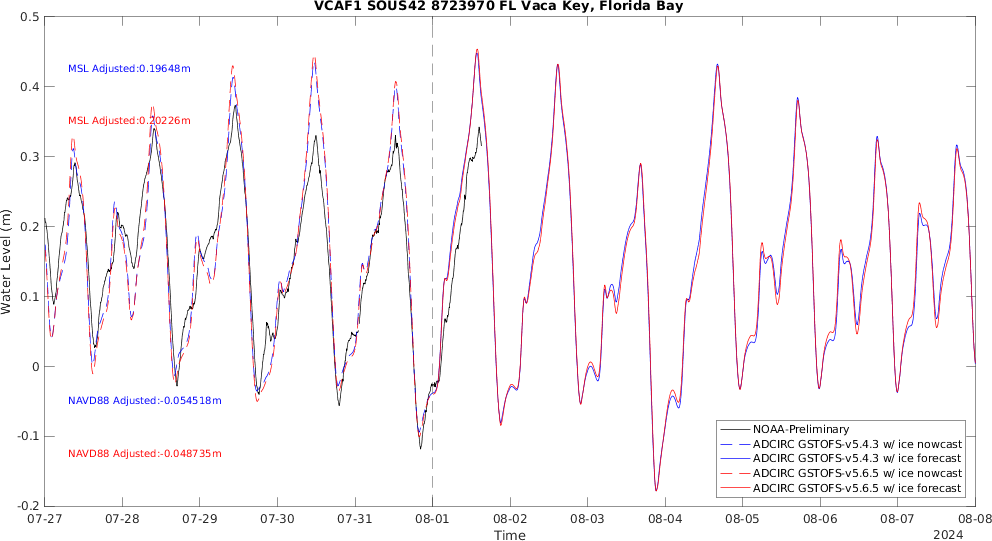 VCAF1 SOUS42 8723970 FL Vaca Key, Florida Bay
0.5
0.4
0.3
0.2
0.1
0
-0.1
-0.2
Water Level (m)
MSL Adjusted:0.19648m
MSL Adjusted:0.20226m
NAVD88 Adjusted:-0.054518m
NAVD88 Adjusted:-0.048735m
NOAA-Preliminary
ADCIRC GSTOFS-v5.4.3 w/ ice nowcast
ADCIRC GSTOFS-v5.4.3 w/ ice forecast
ADCIRC GSTOFS-v5.6.5 w/ ice nowcast
ADCIRC GSTOFS-v5.6.5 w/ ice forecast
07-27 07-28 07-29 07-30 07-31 08-01 08-02 08-03 08-04 08-05 08-06 08-07 08-08
Time
2024